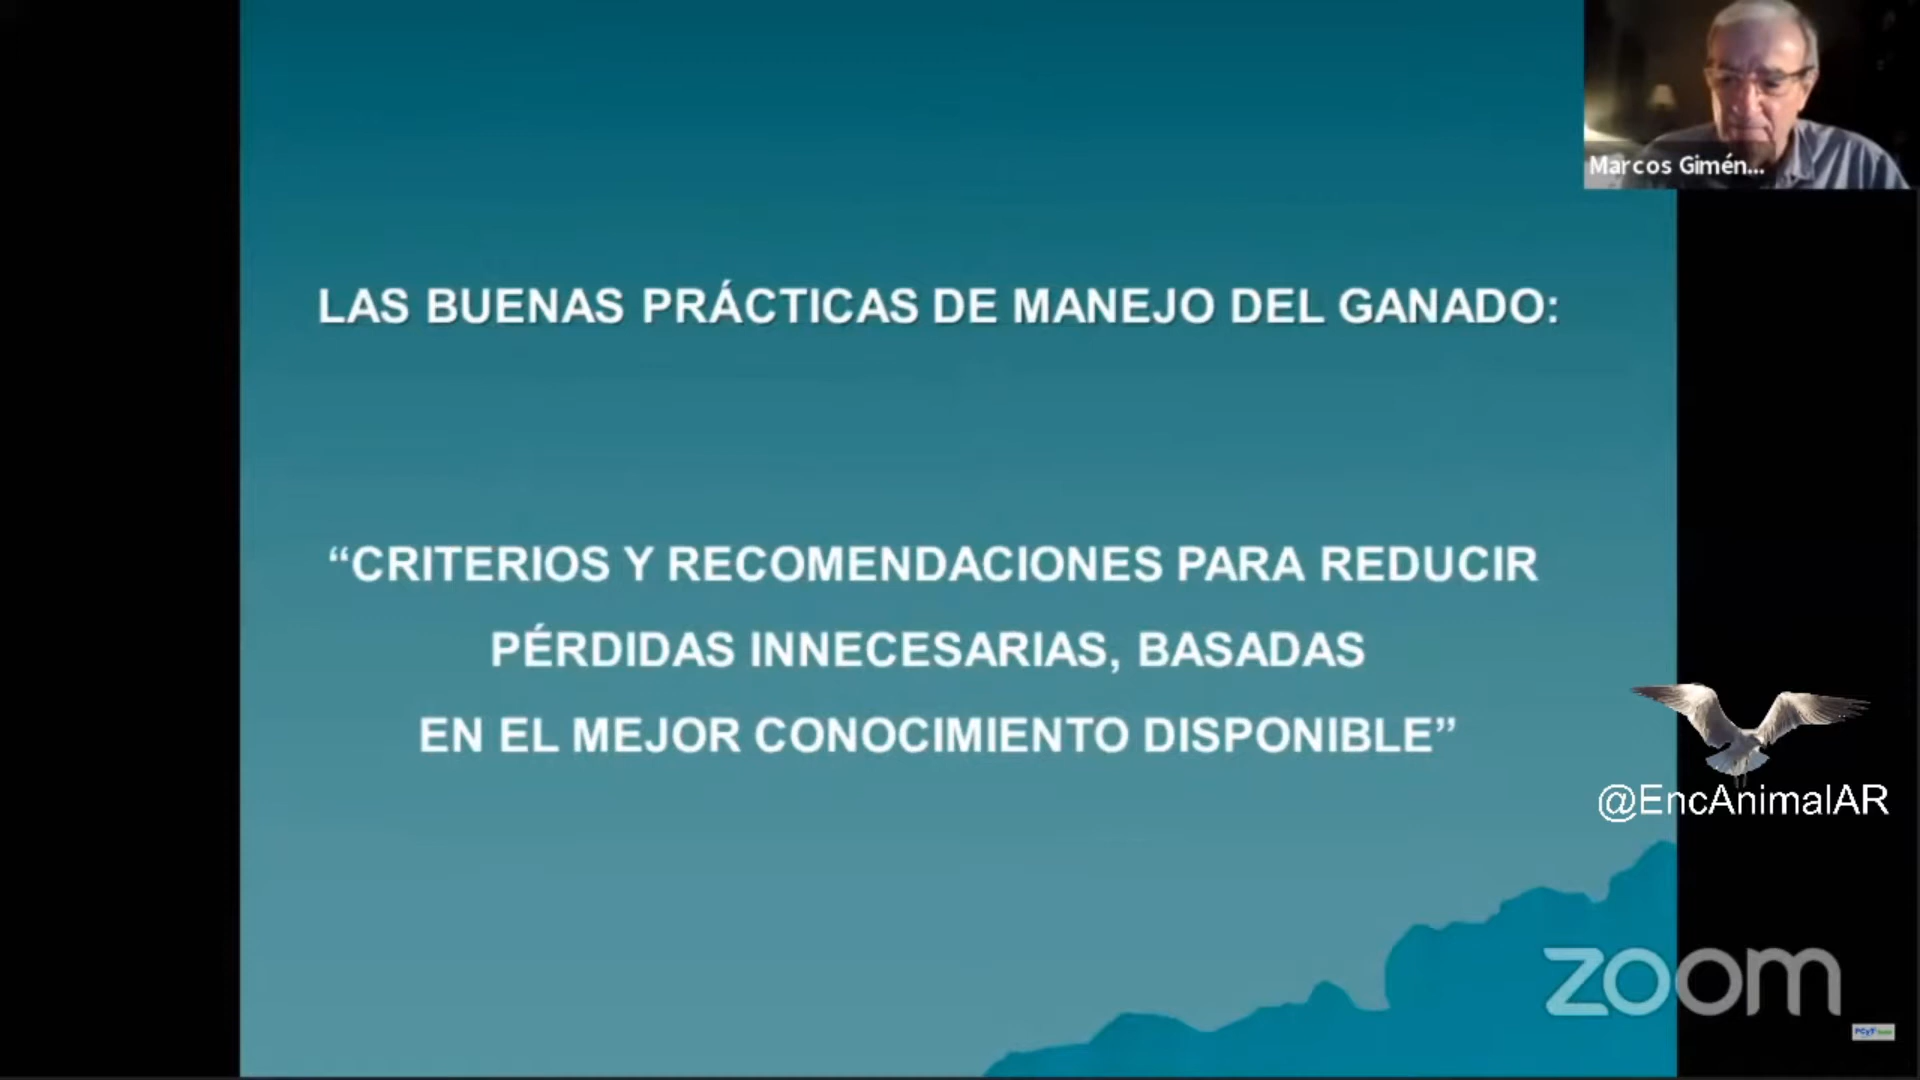 Marcos Gimén...
LAS BUENAS PRÁCTICAS DE MANEJO DEL GANADO:
“CRITERIOS Y RECOMENDACIONES PARA REDUCIR
PÉRDIDAS INNECESARIAS, BASADAS
EN EL MEJOR CONOCIMIENTO DISPONIBLE”
@EncAnimalAR
zoom